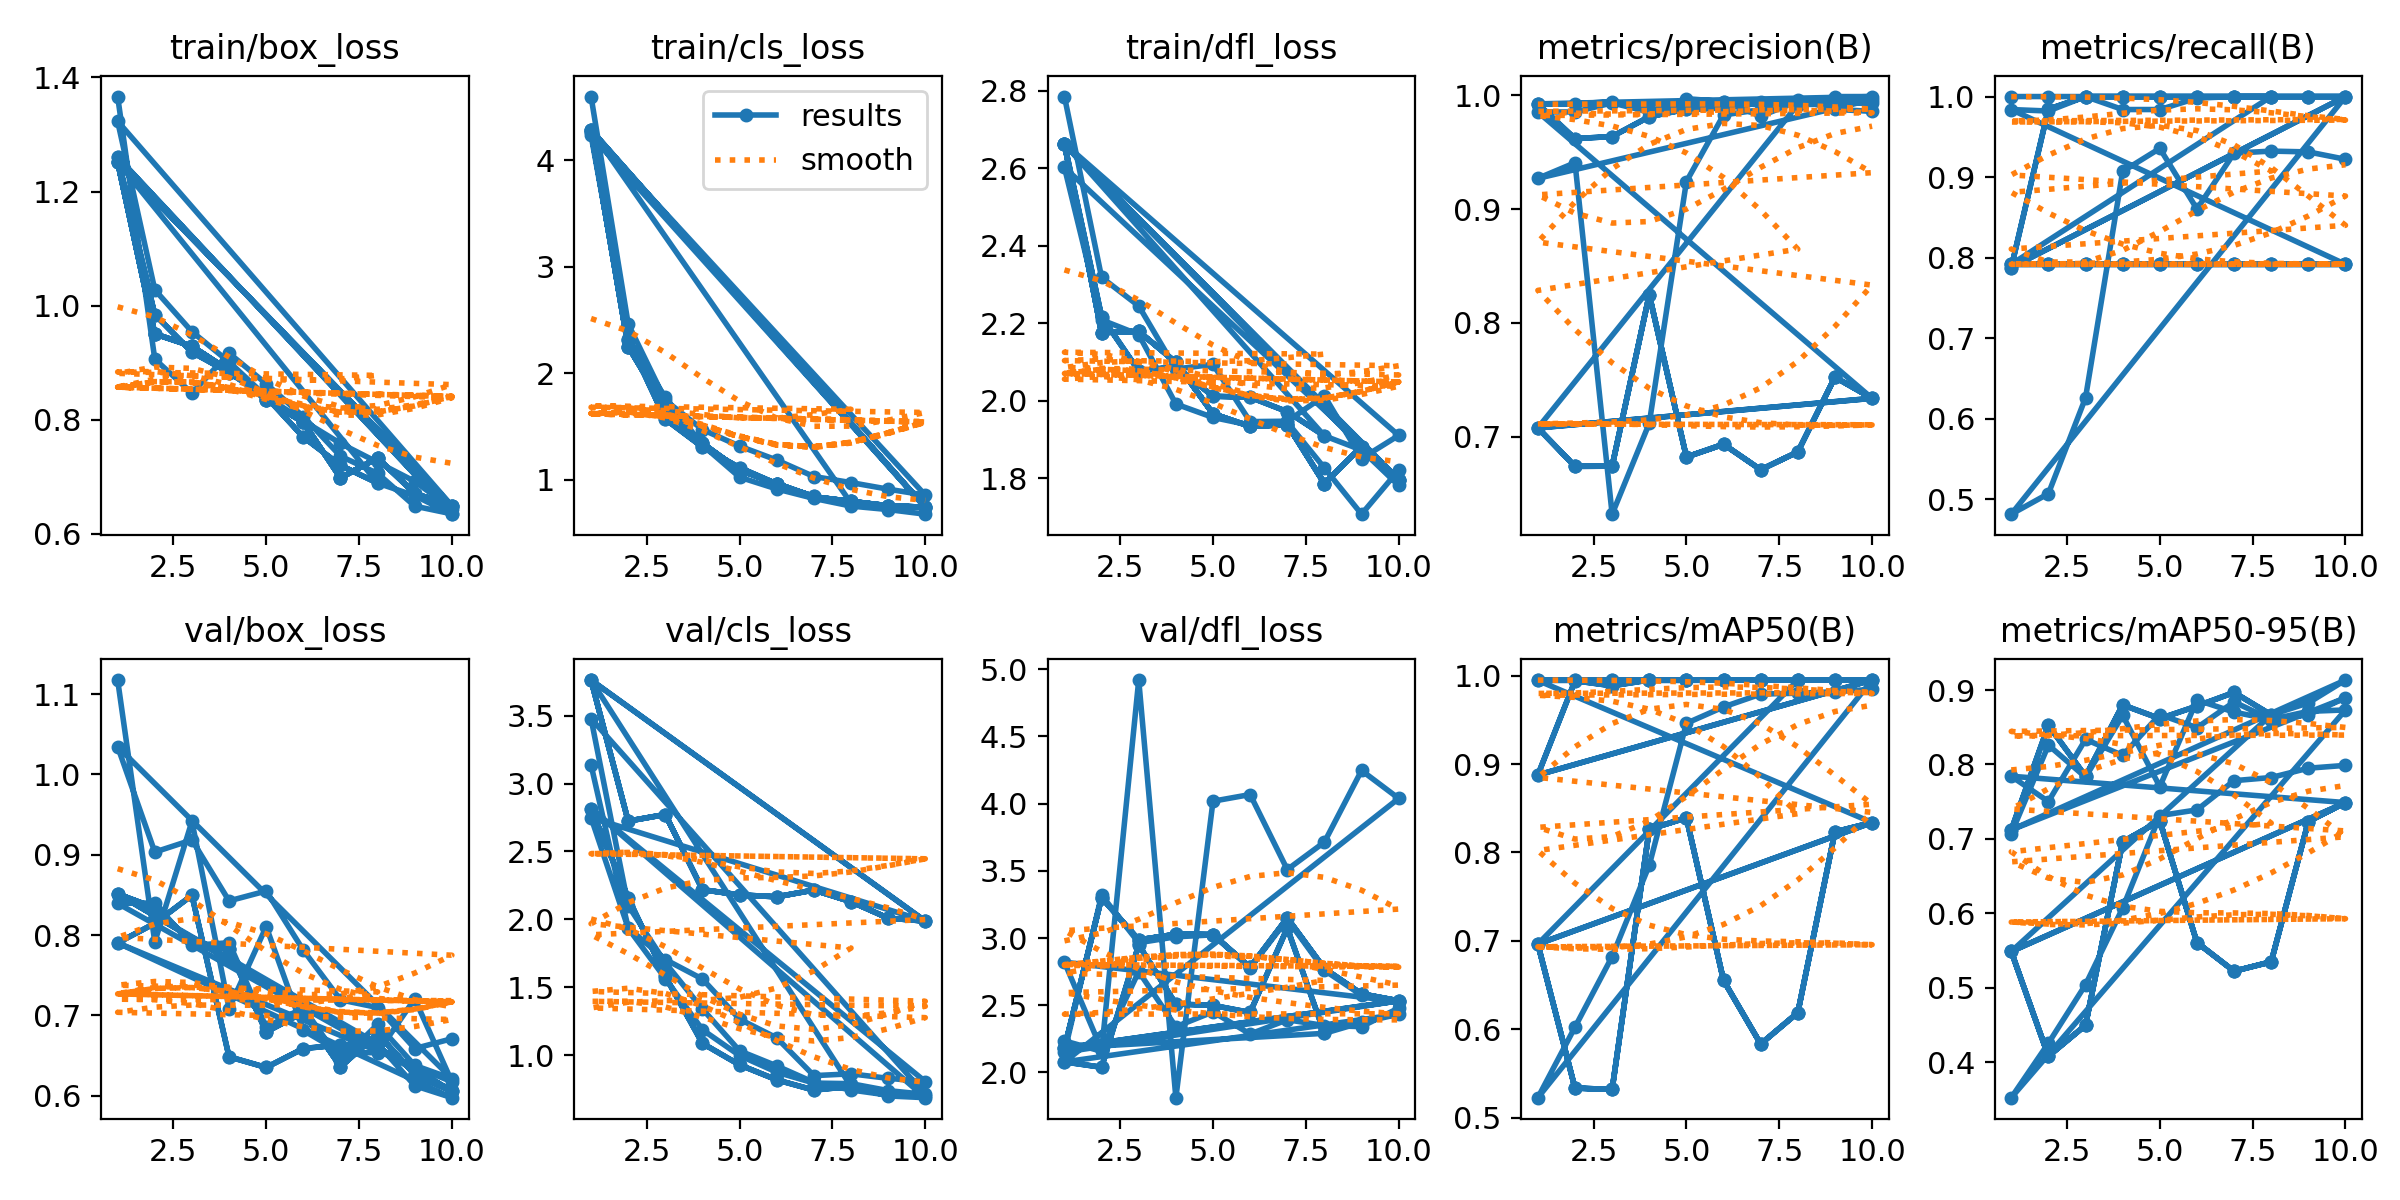 train/box_loss
train/cls_loss
train/dfl_loss
metrics/precision(B)
metrics/recall(B)
1.4
1.2
1.0
0.8
0.6
2.5 5.0 7.5 10.0
4
3
2
1
results
smooth
2.5 5.0 7.5 10.0
2.8
2.6
2.4
2.2
2.0
1.8
2.5 5.0 7.5 10.0
1.0
0.9
0.8
0.7
2.5 5.0 7.5 10.0
1.0
0.9
0.8
0.7
0.6
0.5
2.5 5.0 7.5 10.0
val/box_loss
val/cls_loss
val/dfl_loss
metrics/mAP50(B)
metrics/mAP50-95(B)
1.1
1.0
0.9
0.8
0.7
0.6
2.5 5.0 7.5 10.0
3.5
3.0
2.5
2.0
1.5
1.0
2.5 5.0 7.5 10.0
5.0
4.5
4.0
3.5
3.0
2.5
2.0
2.5 5.0 7.5 10.0
1.0
0.9
0.8
0.7
0.6
0.5
2.5 5.0 7.5 10.0
0.9
0.8
0.7
0.6
0.5
0.4
2.5 5.0 7.5 10.0